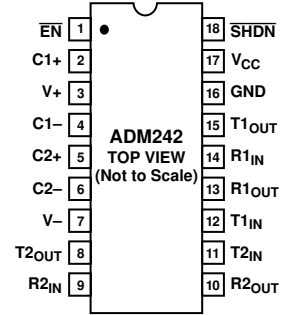 EN 1 18 SHDN
C1+ 2 17 VCC
V+ 3 16 GND
C1– 4 15 T1OUT
ADM242
C2+ 5 TOP VIEW 14 R1IN
(Not to Scale)
C2– 6 13 R1OUT
V– 7 12 T1IN
T2OUT 8 11 T2IN
R2IN 9 10 R2OUT